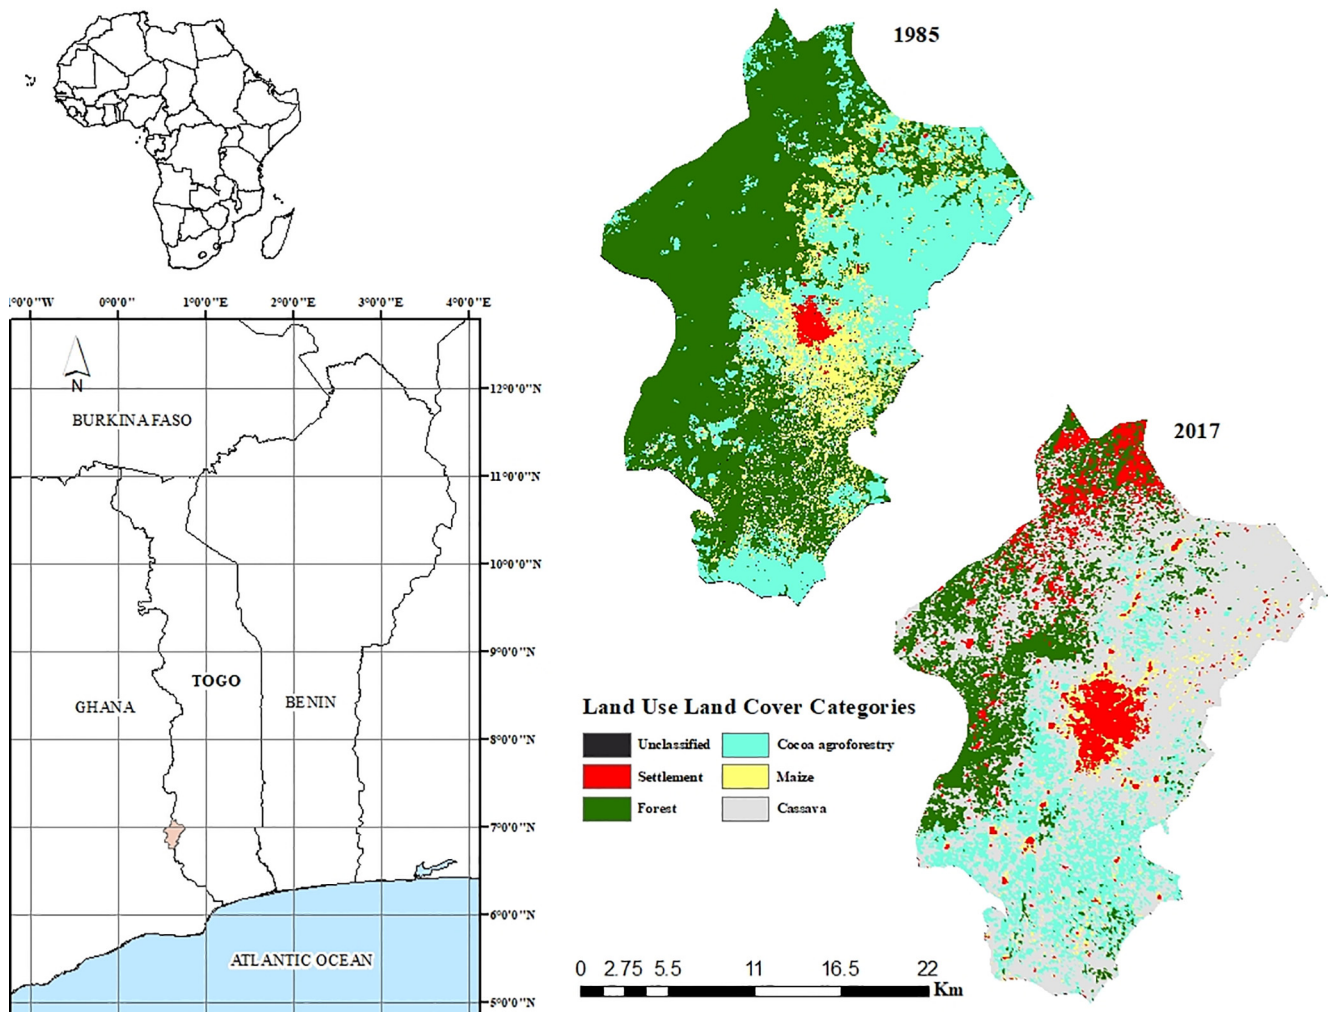 1985
1°0'0"W 0°0'0" 1°0'0"E 2°0'0"E 3°0'0"E 4°0'0"E
N
12°0'0"N
BURKINA FASO
2017
11°0'0"N
10°0'0"N
9°0'0"N
TOGO
BENIN
GHANA
8°0'0"N
7°0'0"N
6°0'0"N
ATLANTIC OCEAN
5°0'0"N
Land Use Land Cover Categories
Unclassified Cocoa agroforestry
Settlement Maize
Forest Cassava
0 2.75 5.5 11 16.5 22
Km